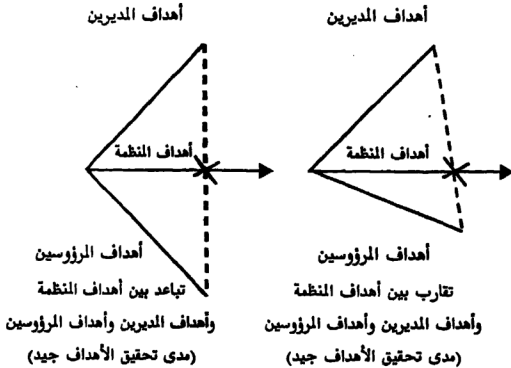 أهداف المديرين
أهداف المنظمة
أهداف المرؤوسين
تقارب بين أهداف المنظمة
وأهداف المديرين وأهداف المرؤوسين
(مدى تحقيق الأهداف جيد)
أهداف المديرين
أهداف المنظمة
أهداف المرؤوسين
تباعد بين أهداف المنظمة
وأهداف المديرين وأهداف المرؤوسين
(مدى تحقيق الأهداف جيد)